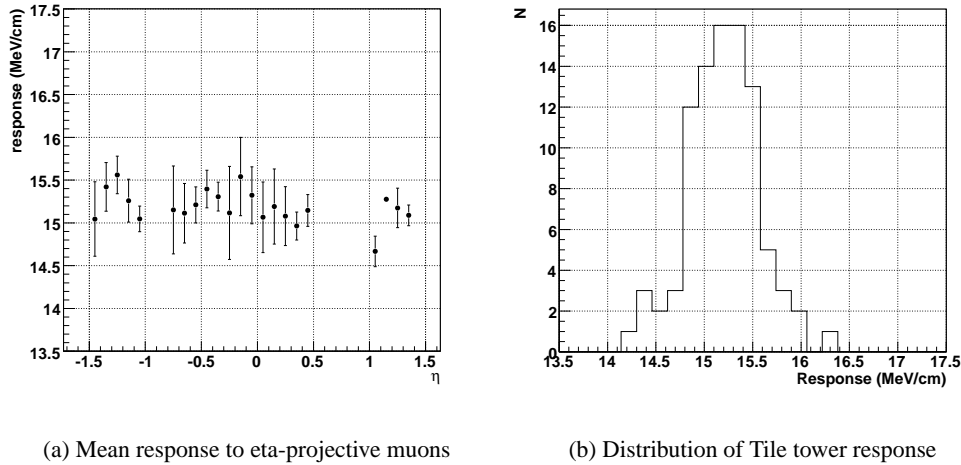 response (MeV/cm)
17.5
17
16.5
16
15.5
15
14.5
14
13.5
-1.5 -1 -0.5 0 0.5 1 1.5
η
N
16
14
12
10
8
6
4
2
0
13.5 14 14.5 15 15.5 16 16.5 17 17.5
Response (MeV/cm)
(a) Mean response to eta-projective muons
(b) Distribution of Tile tower response